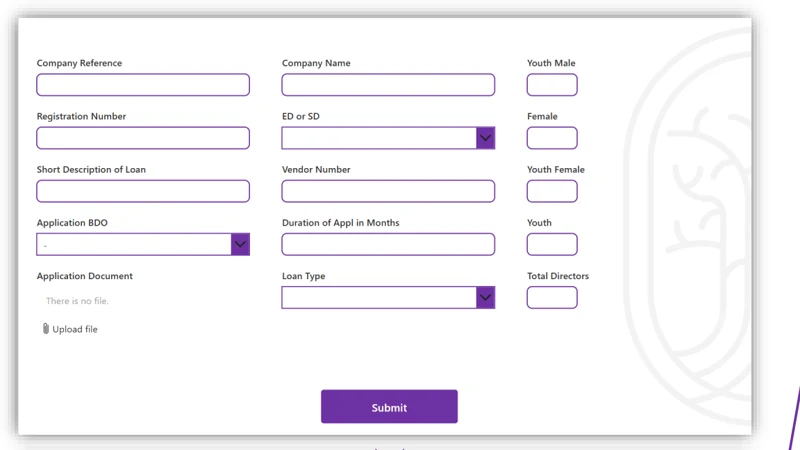 Company Reference
Company Name
Youth Male
Registration Number
ED or SD
Female
Short Description of Loan
Vendor Number
Youth Female
Application BDO
Duration of Appl in Months
Youth
-
Application Document
Loan Type
Total Directors
There is no file.
Upload file
Submit